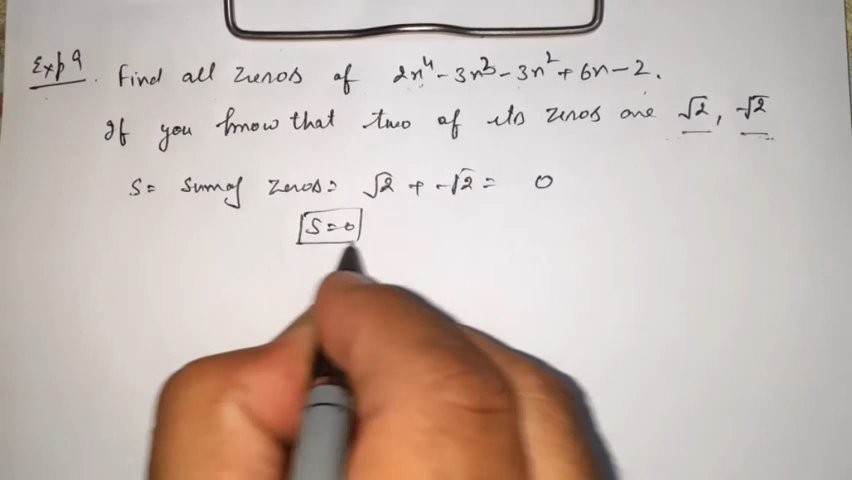 Exp 9. Find all zeros of 2x⁴-3x³-3x²+6x-2.
If you know that two of its zeros are √2, -√2
S= Sum of zeros= √2 + -√2 = 0
S=0